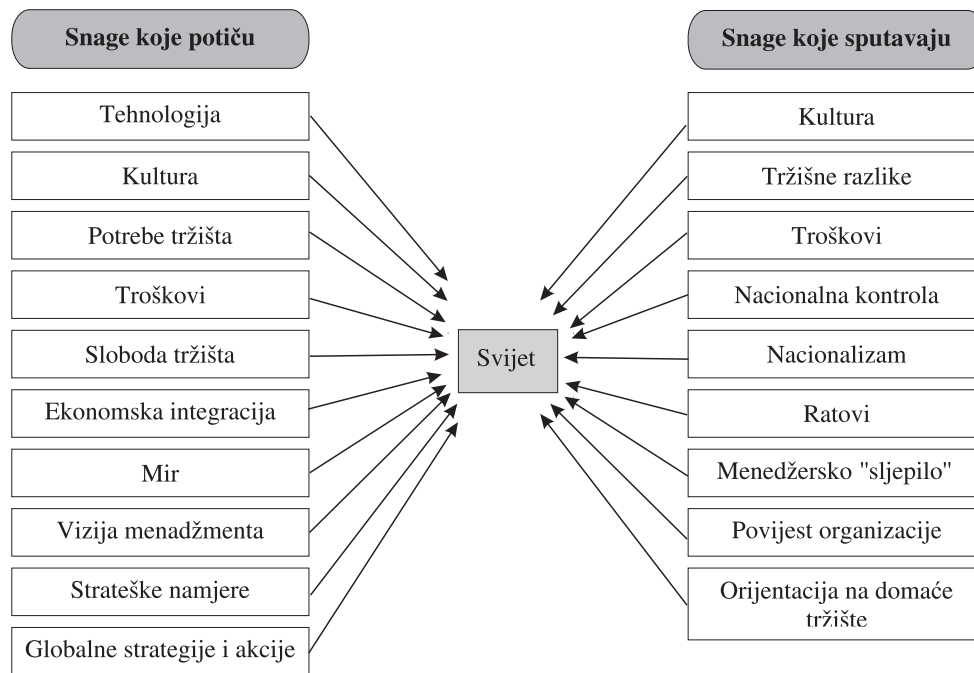 Snage koje potiču
Tehnologija
Kultura
Potrebe tržišta
Troškovi
Sloboda tržišta
Ekonomska integracija
Mir
Vizija menadžmenta
Strateške namjere
Globalne strategije i akcije
Svijet
Snage koje sputavaju
Kultura
Tržišne razlike
Troškovi
Nacionalna kontrola
Nacionalizam
Ratovi
Menedžersko "sljepilo"
Povijest organizacije
Orijentacija na domaće
tržište